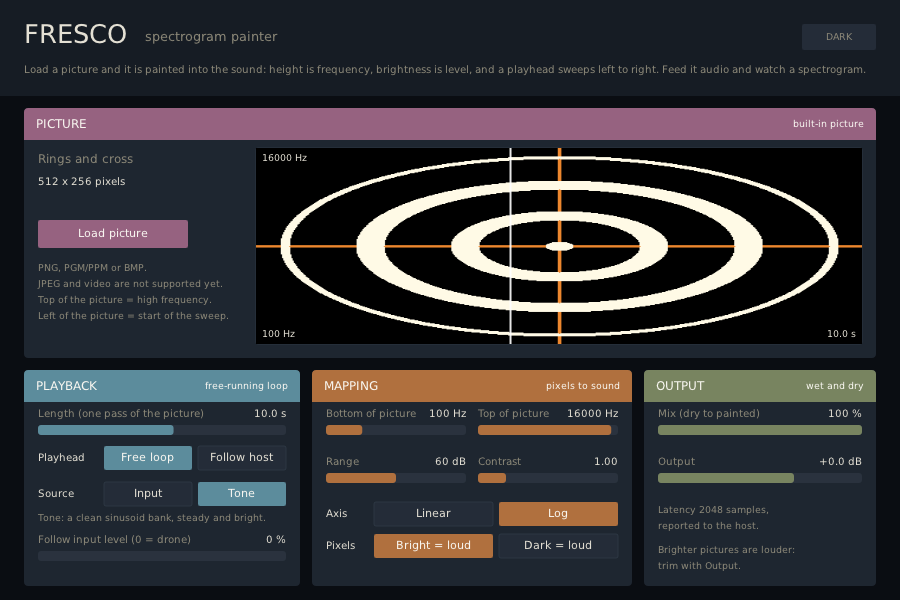 FRESCO spectrogram painter DARK
Load a picture and it is painted into the sound: height is frequency, brightness is level, and a playhead sweeps left to right. Feed it audio and watch a spectrogram.
PICTURE built-in picture
Rings and cross
512 x 256 pixels
Load picture
PNG, PGM/PPM or BMP.
JPEG and video are not supported yet.
Top of the picture = high frequency.
Left of the picture = start of the sweep.
16000 Hz
100 Hz 10.0 s
PLAYBACK free-running loop
Length (one pass of the picture) 10.0 s
Playhead Free loop Follow host
Source Input Tone
Tone: a clean sinusoid bank, steady and bright.
Follow input level (0 = drone) 0 %
MAPPING pixels to sound
Bottom of picture 100 Hz Top of picture 16000 Hz
Range 60 dB Contrast 1.00
Axis Linear Log
Pixels Bright = loud Dark = loud
OUTPUT wet and dry
Mix (dry to painted) 100 %
Output +0.0 dB
Latency 2048 samples,
reported to the host.
Brighter pictures are louder:
trim with Output.